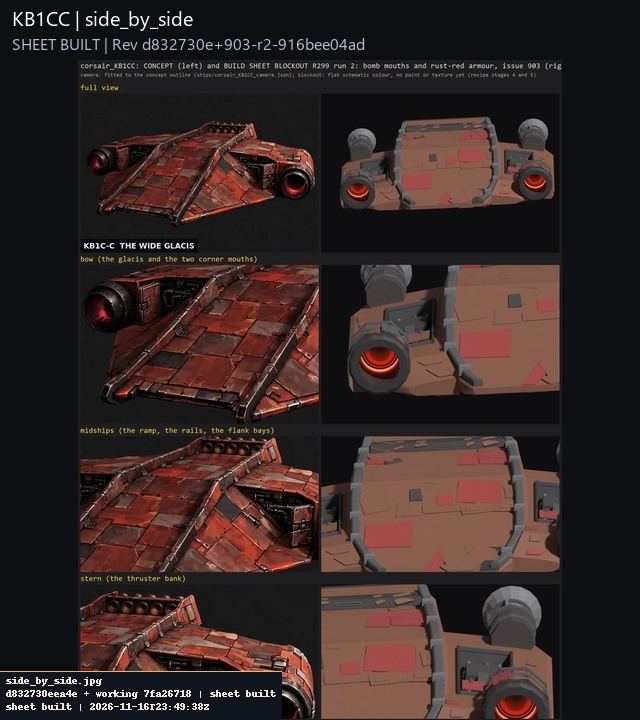 KB1CC | side_by_side
SHEET BUILT | Rev d832730e+903-r2-916bee04ad
corsair_KB1CC: CONCEPT (left) and BUILD SHEET BLOCKOUT R299 run 2: bomb mouths and rust-red armour, issue 903 (rig
camera: fitted to the concept outline (ships/corsair_KB1CC_camera.json); blockout: flat schematic colour, no paint or texture yet (recipe stages 4 and 5)
full view
KB1C-C THE WIDE GLACIS
bow (the glacis and the two corner mouths)
midships (the ramp, the rails, the flank bays)
stern (the thruster bank)
side_by_side.jpg
d832730eea4e + working 7fa26718 | sheet built
sheet built | 2026-11-16T23:49:38Z